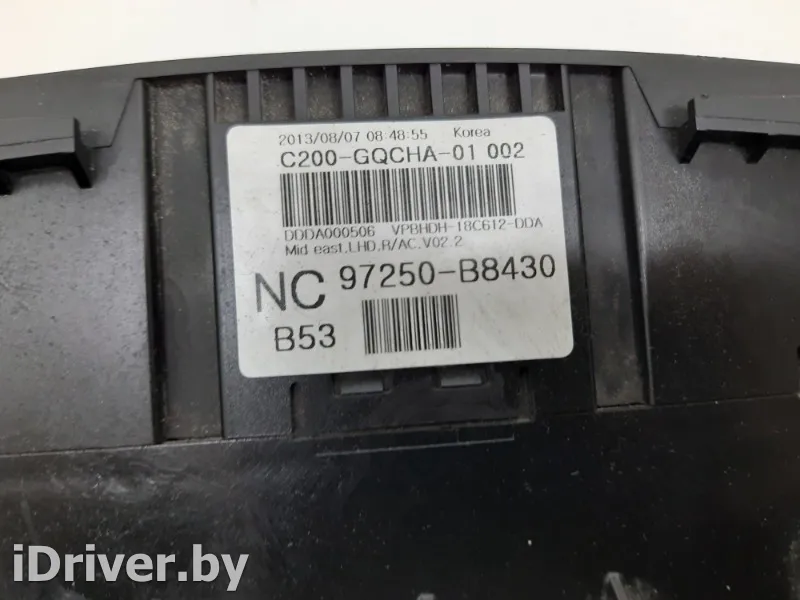 2013/08/07 08:48:55 Korea
C200-GQCHA-01 002
DDDA000506 VPBHDH-18C612-DDA
Mid east.LHD.R/AC.V02.2
NC 97250-B8430
B53
iDriver.by